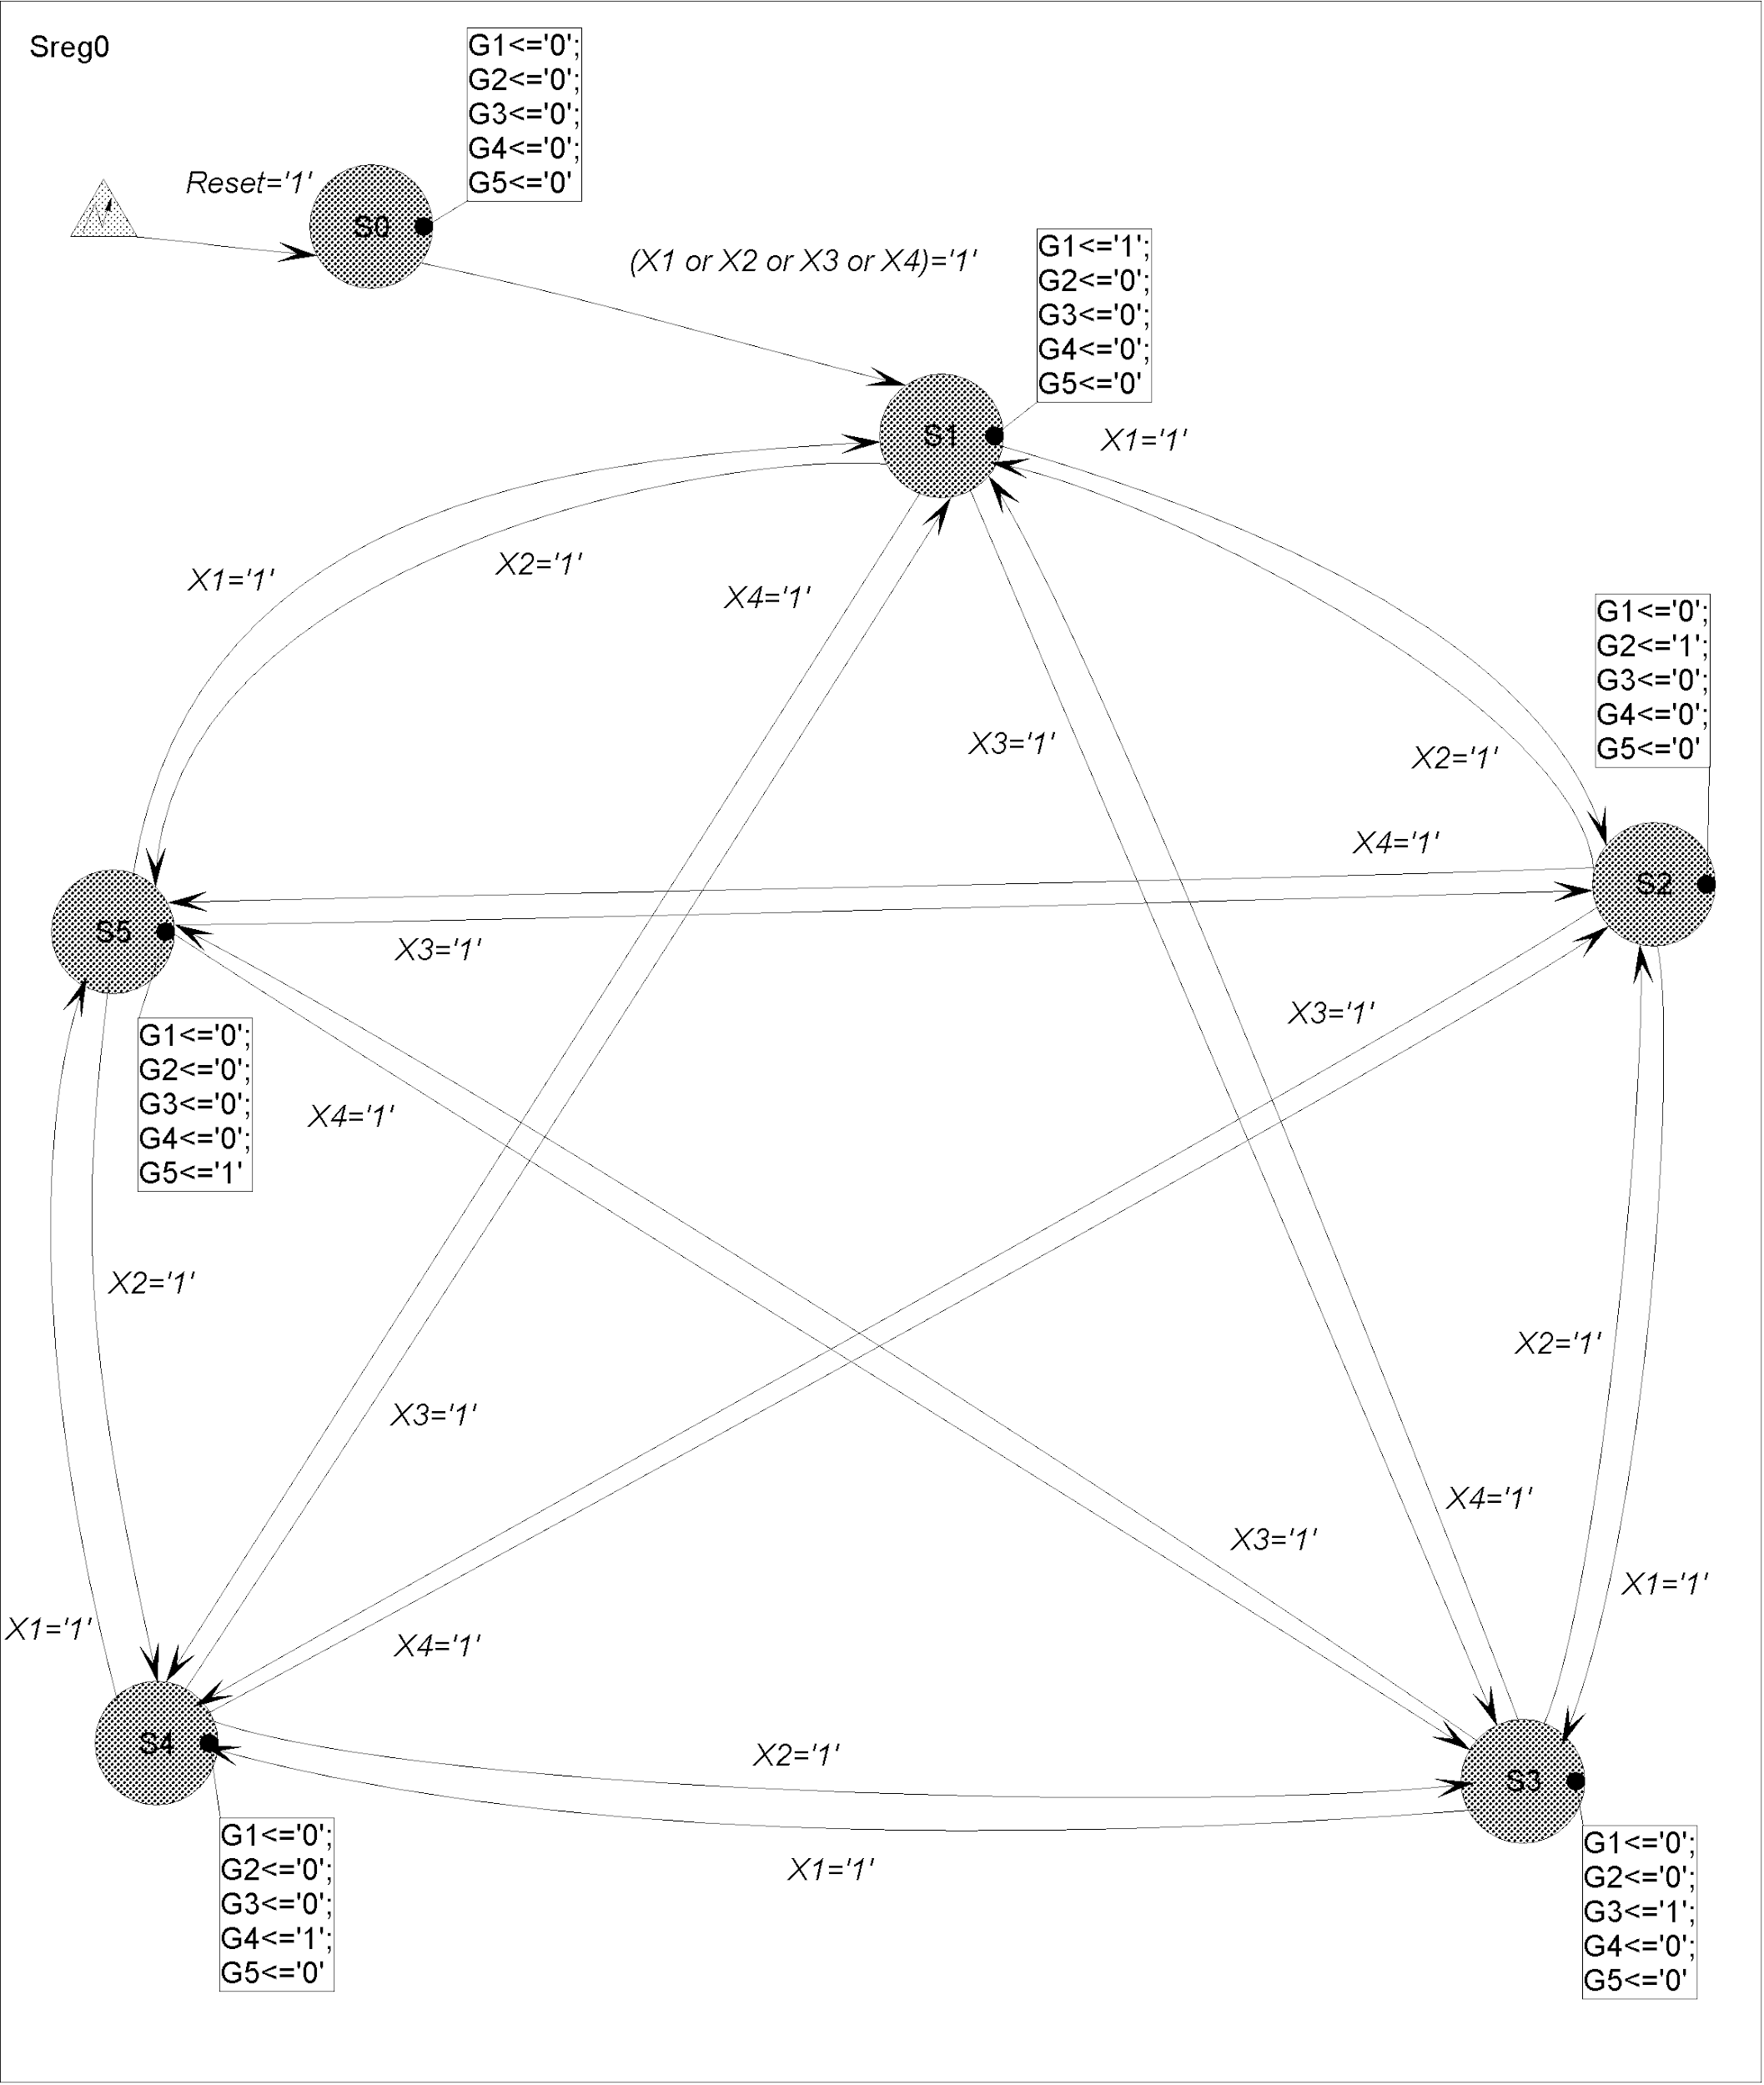 Sreg0
G1<='0';
G2<='0';
G3<='0';
G4<='0';
G5<='0'
Reset='1'
S0
(X1 or X2 or X3 or X4)='1'
G1<='1';
G2<='0';
G3<='0';
G4<='0';
G5<='0'
S1
X1='1'
X1='1'
X2='1'
X4='1'
G1<='0';
G2<='1';
G3<='0';
G4<='0';
G5<='0'
X3='1'
X2='1'
X4='1'
S2
S5
X3='1'
X3='1'
G1<='0';
G2<='0';
G3<='0';
G4<='0';
G5<='1'
X4='1'
X2='1'
X2='1'
X3='1'
X4='1'
X3='1'
X1='1'
X1='1'
X4='1'
S4
X2='1'
S3
X1='1'
G1<='0';
G2<='0';
G3<='0';
G4<='1';
G5<='0'
G1<='0';
G2<='0';
G3<='1';
G4<='0';
G5<='0'